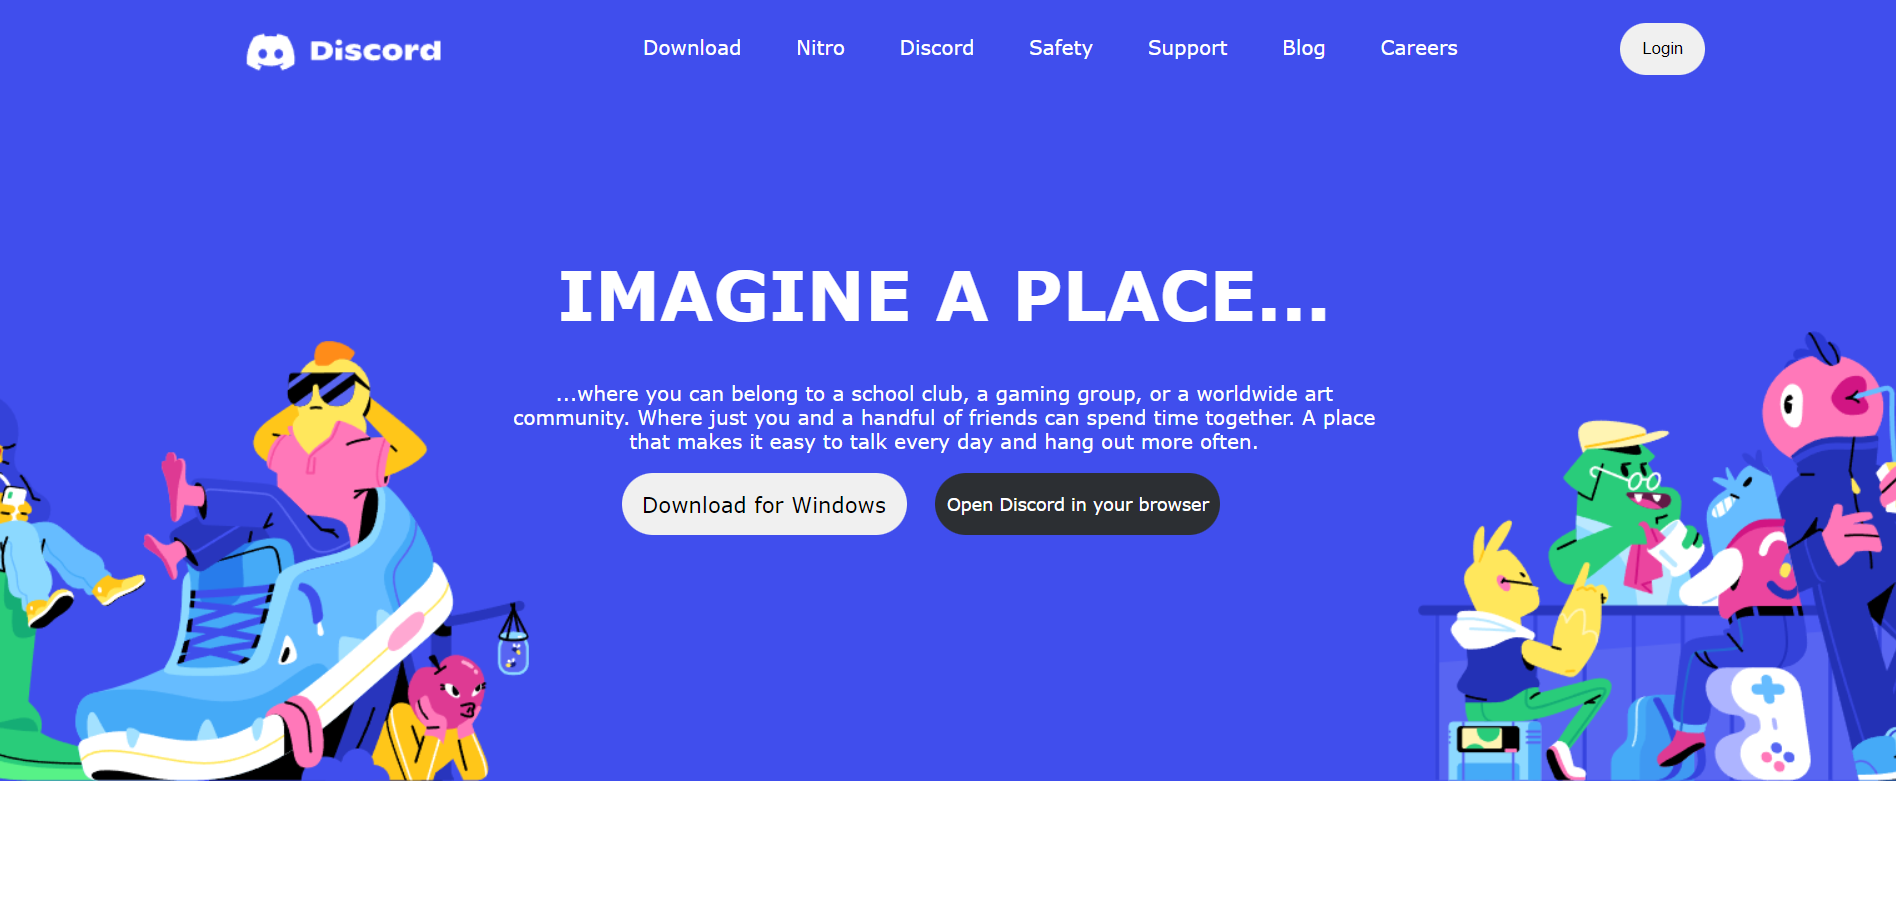 Discord
Download
Nitro
Discord
Safety
Support
Blog
Careers
Login
IMAGINE A PLACE...
...where you can belong to a school club, a gaming group, or a worldwide art
community. Where just you and a handful of friends can spend time together. A place
that makes it easy to talk every day and hang out more often.
Download for Windows
Open Discord in your browser